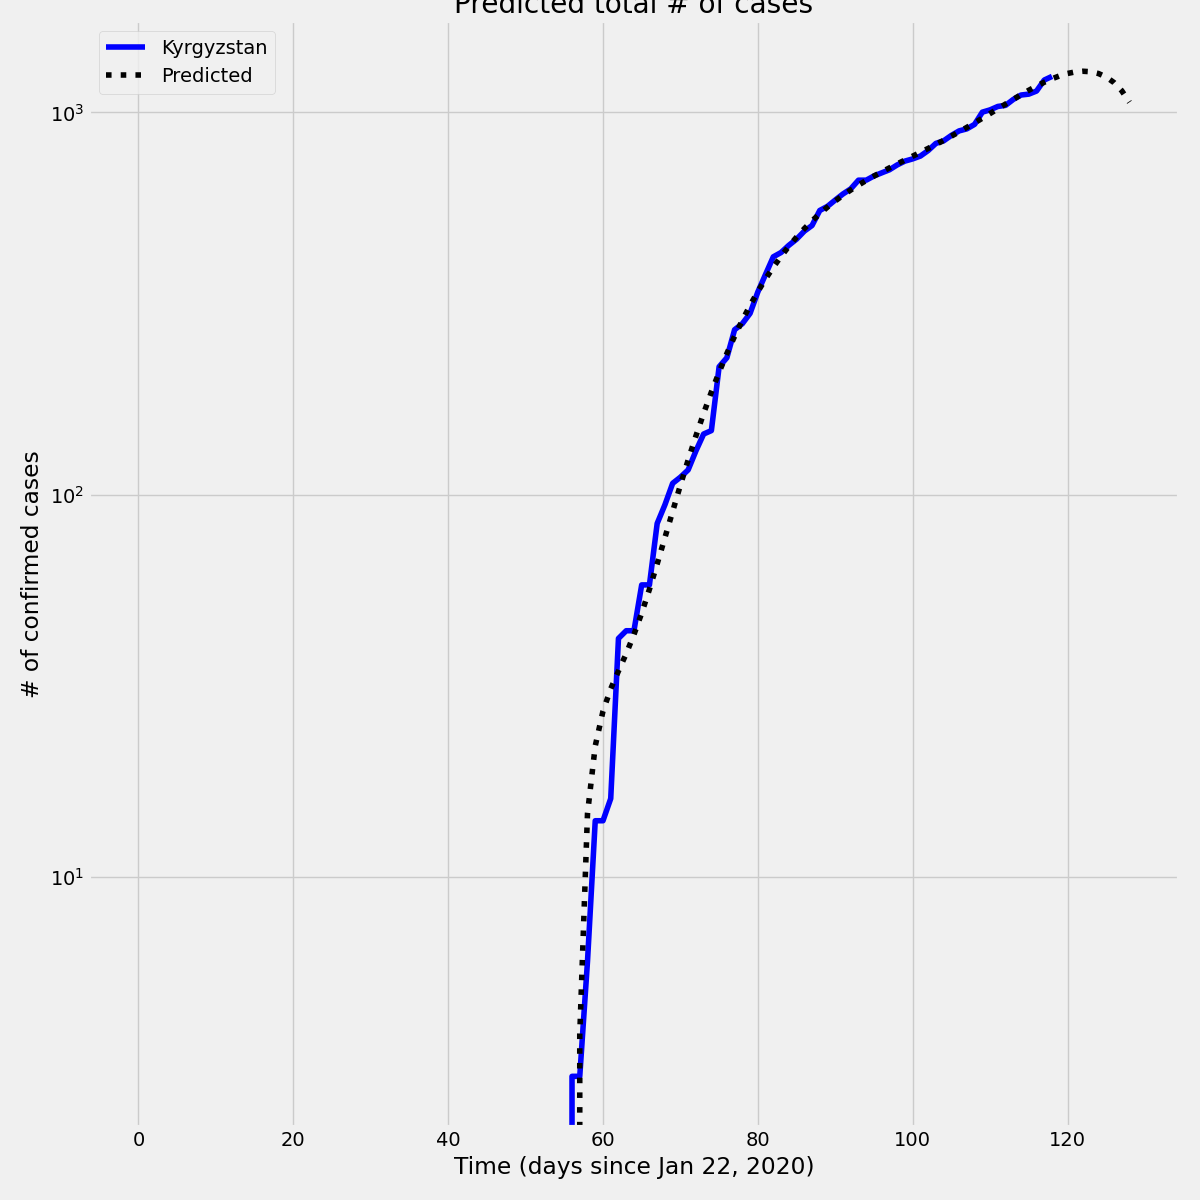 Predicted total # of cases
Kyrgyzstan
Predicted
10³
10²
10¹
# of confirmed cases
0 20 40 60 80 100 120
Time (days since Jan 22, 2020)